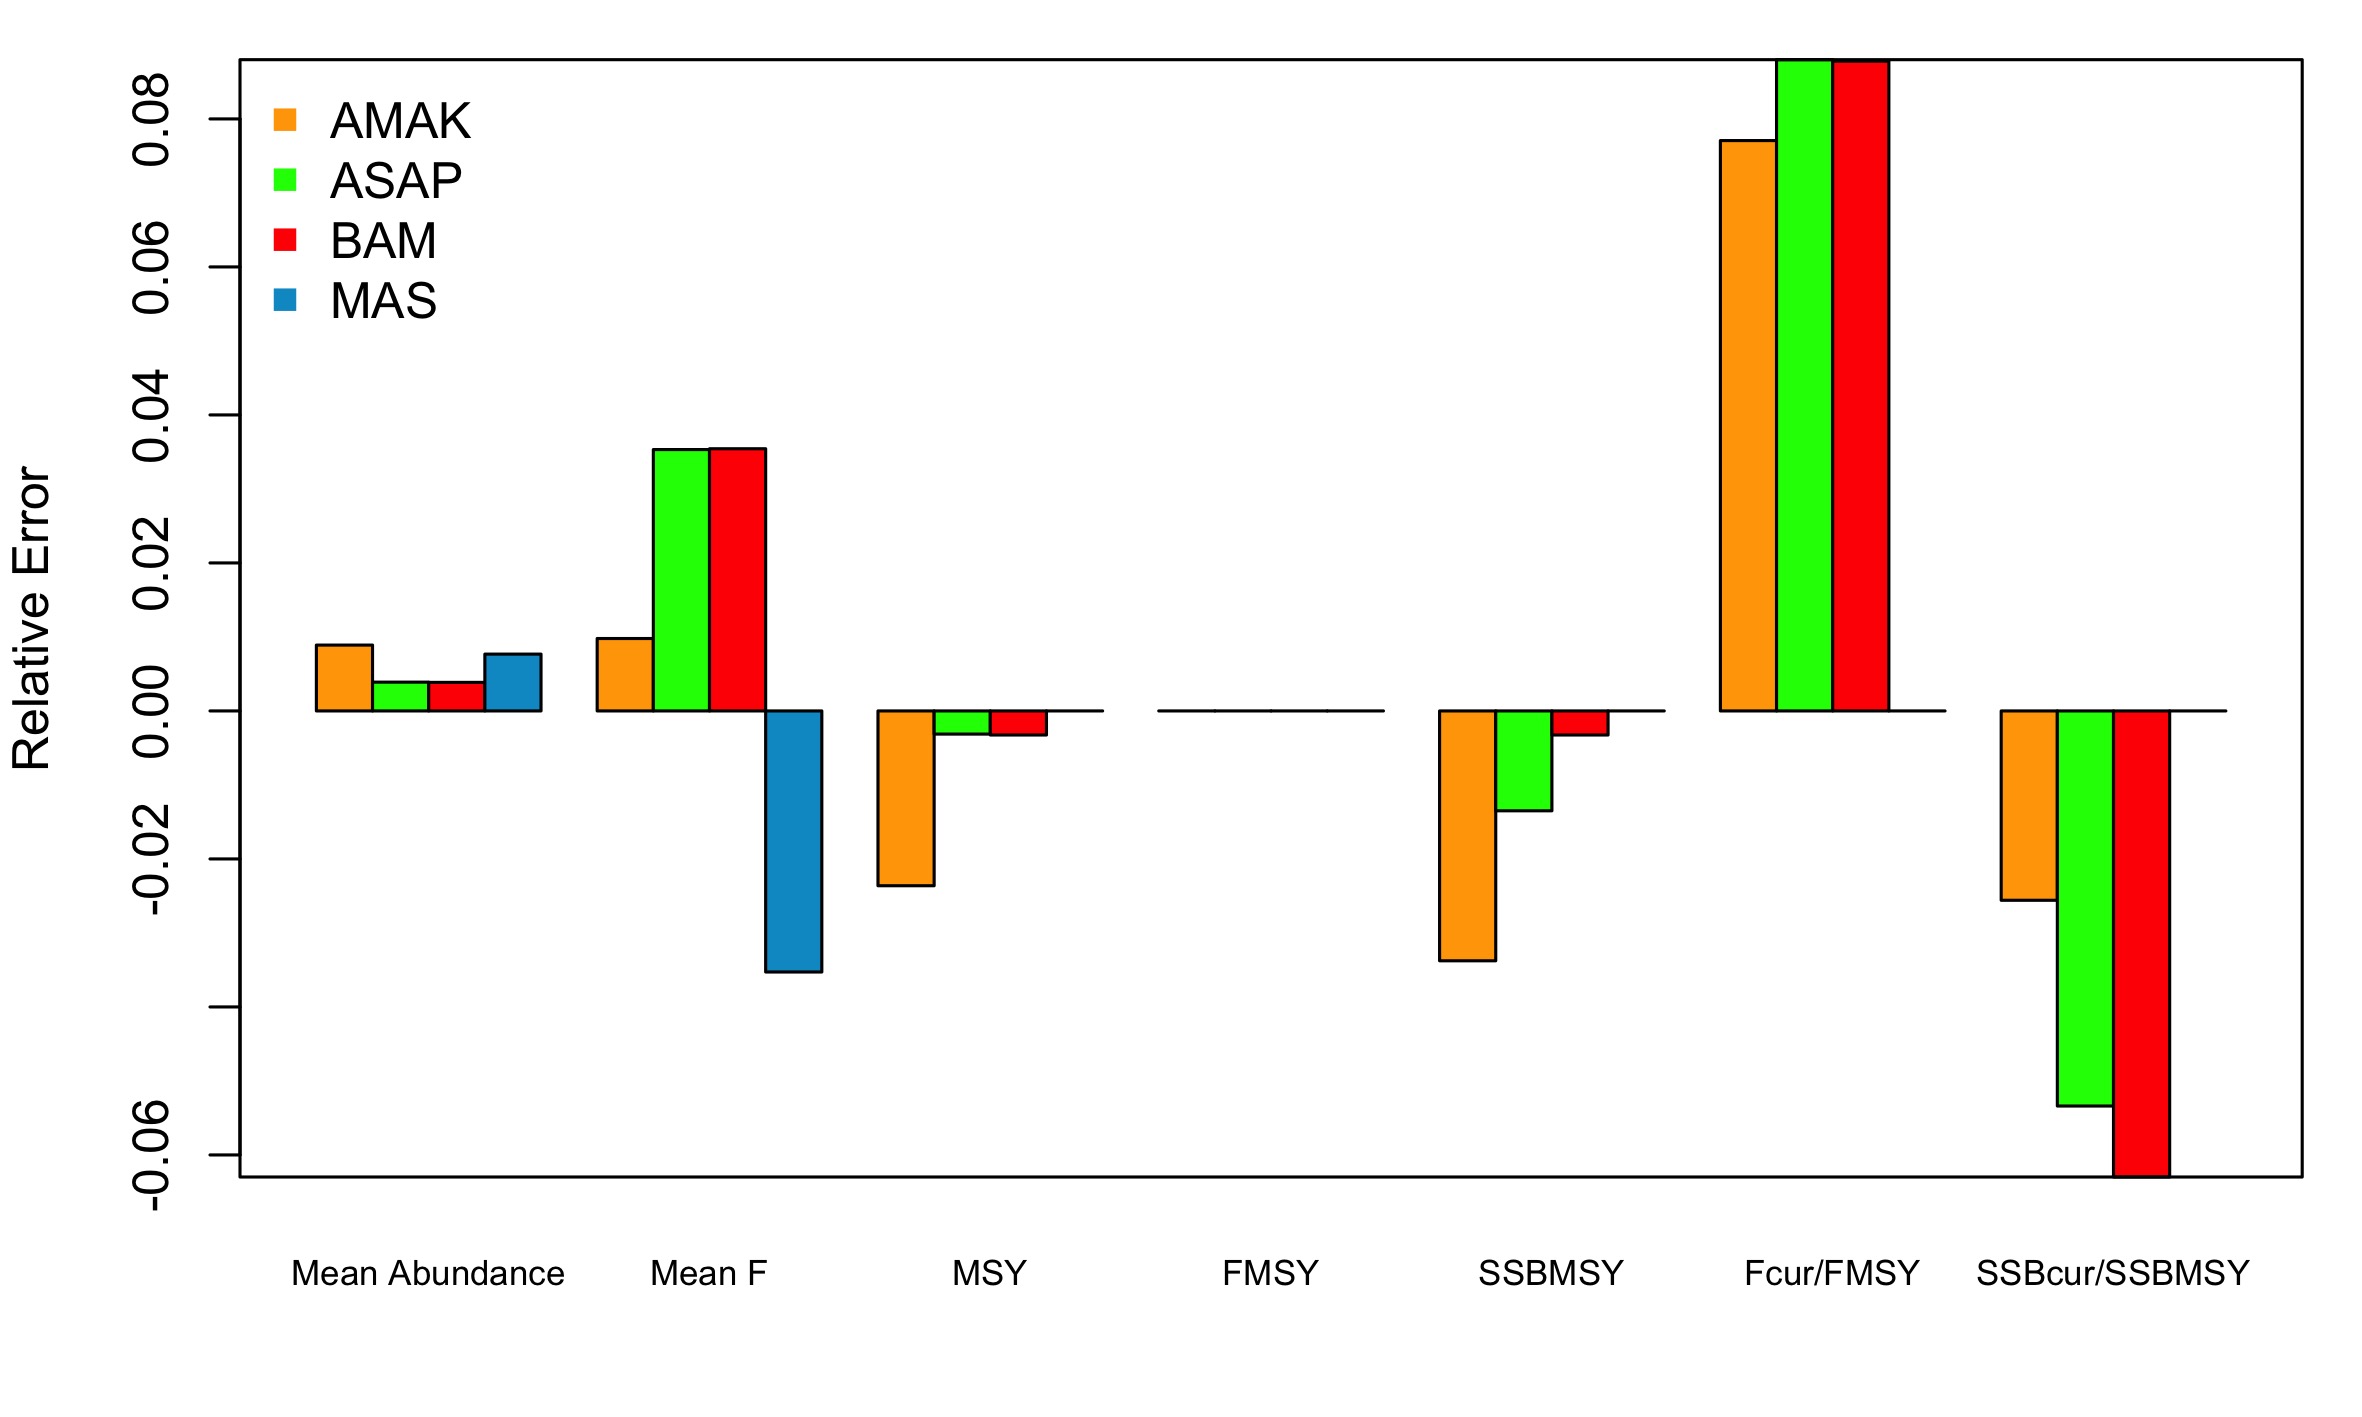 Relative Error
0.08
0.06
0.04
0.02
0.00
-0.02
-0.06
AMAK
ASAP
BAM
MAS
Mean Abundance Mean F MSY FMSY SSBMSY Fcur/FMSY SSBcur/SSBMSY